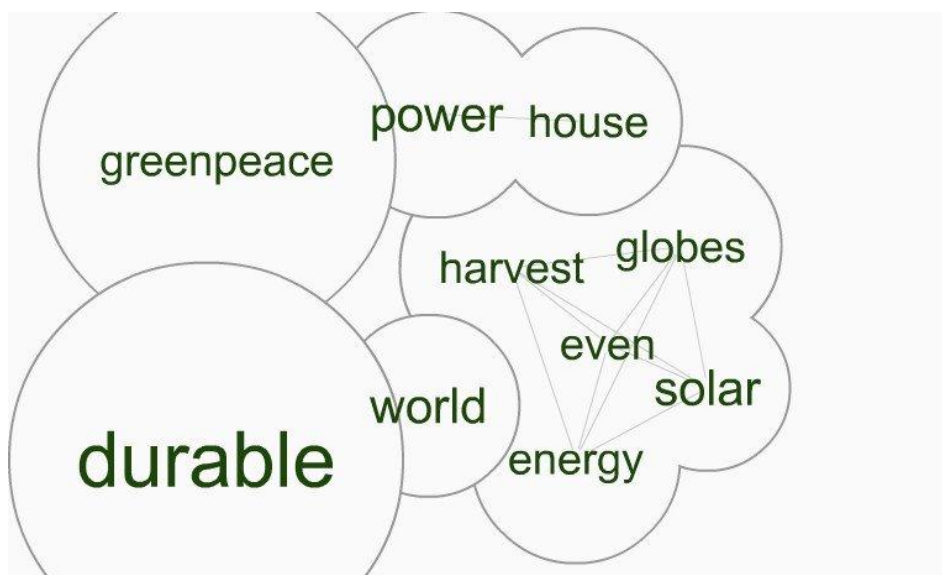 power house
greenpeace
harvest globes
even
solar
world
durable
energy